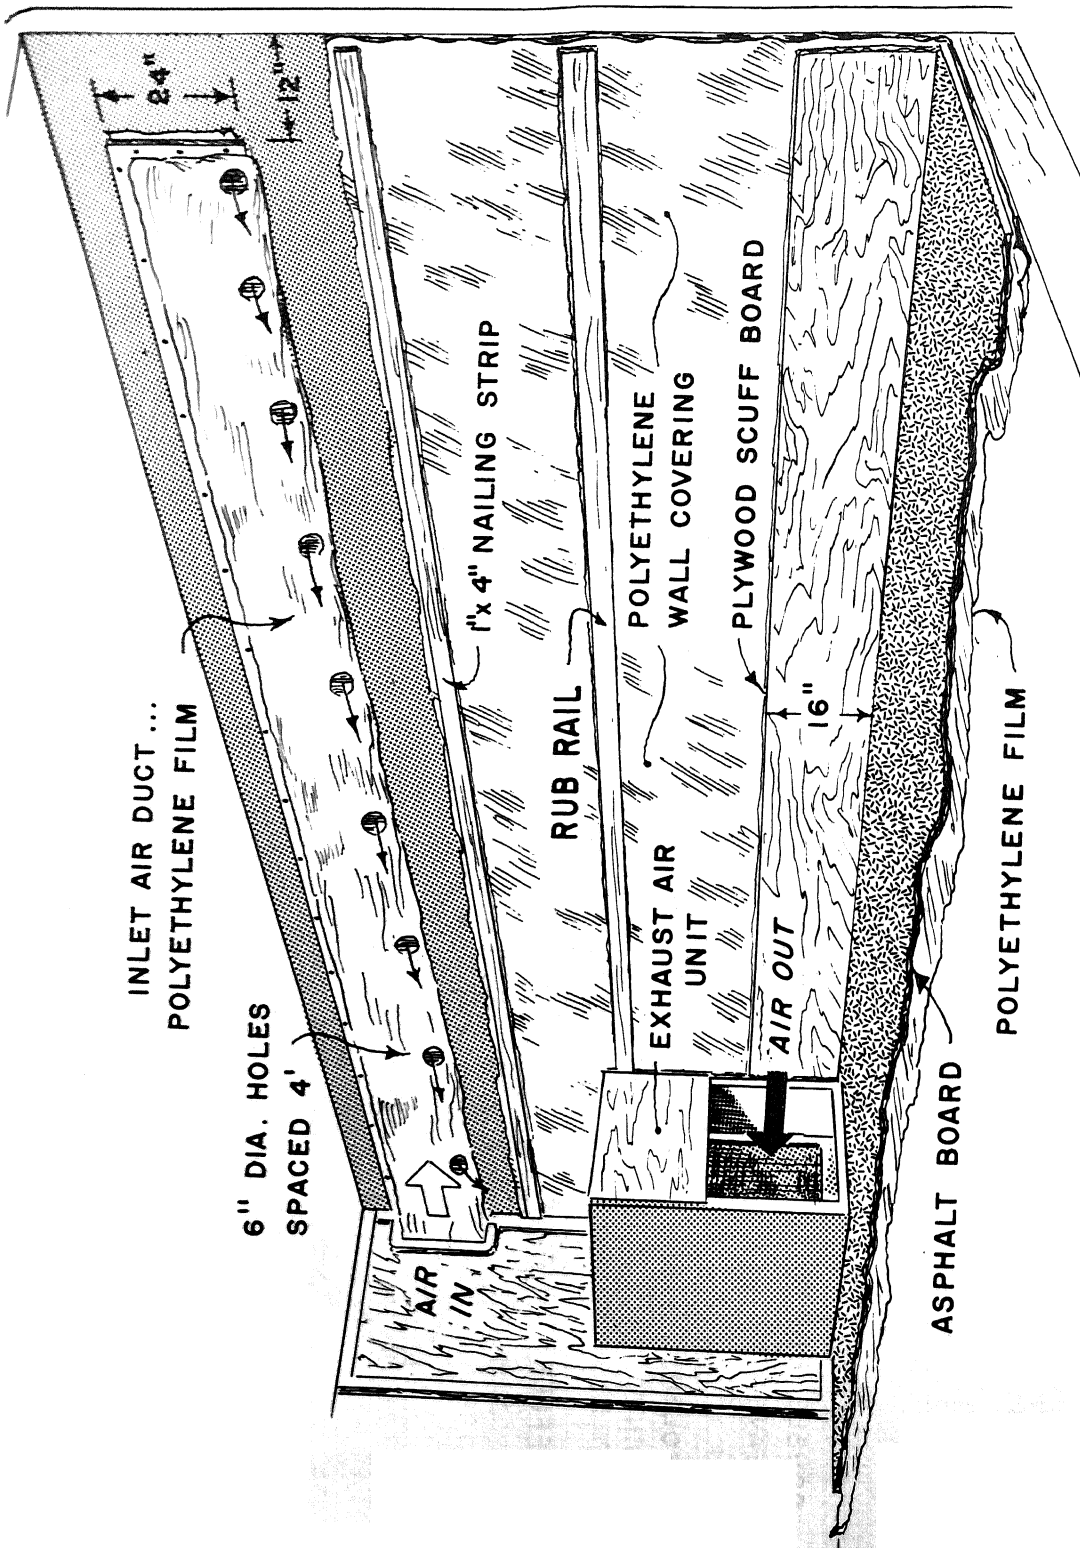 INLET AIR DUCT...
POLYETHYLENE FILM
24"
12"
6" DIA. HOLES
SPACED 4'
AIR
IN
1" x 4" NAILING STRIP
RUB RAIL
POLYETHYLENE
WALL COVERING
EXHAUST AIR
UNIT
PLYWOOD SCUFF BOARD
AIR OUT
16"
ASPHALT BOARD
POLYETHYLENE FILM